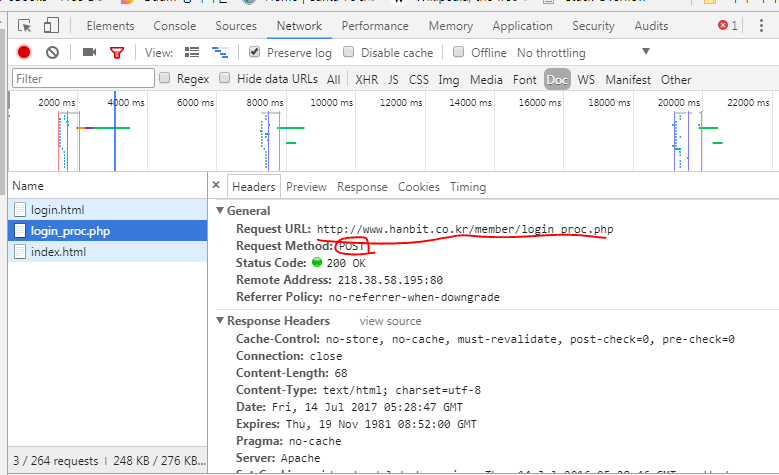 Elements Console Sources Network Performance Memory Application Security Audits 1
View: Preserve log Disable cache Offline No throttling
Filter Regex Hide data URLs All XHR JS CSS Img Media Font Doc WS Manifest Other
2000 ms 4000 ms 6000 ms 8000 ms 10000 ms 12000 ms 14000 ms 16000 ms 18000 ms 20000 ms 22000 ms
Name
login.html
login_proc.php
index.html
3 / 264 requests | 248 KB / 276 KB...
× Headers Preview Response Cookies Timing
General
Request URL: http://www.hanbit.co.kr/member/login_proc.php
Request Method: POST
Status Code: 200 OK
Remote Address: 218.38.58.195:80
Referrer Policy: no-referrer-when-downgrade
Response Headers view source
Cache-Control: no-store, no-cache, must-revalidate, post-check=0, pre-check=0
Connection: close
Content-Length: 68
Content-Type: text/html; charset=utf-8
Date: Fri, 14 Jul 2017 05:28:47 GMT
Expires: Thu, 19 Nov 1981 08:52:00 GMT
Pragma: no-cache
Server: Apache